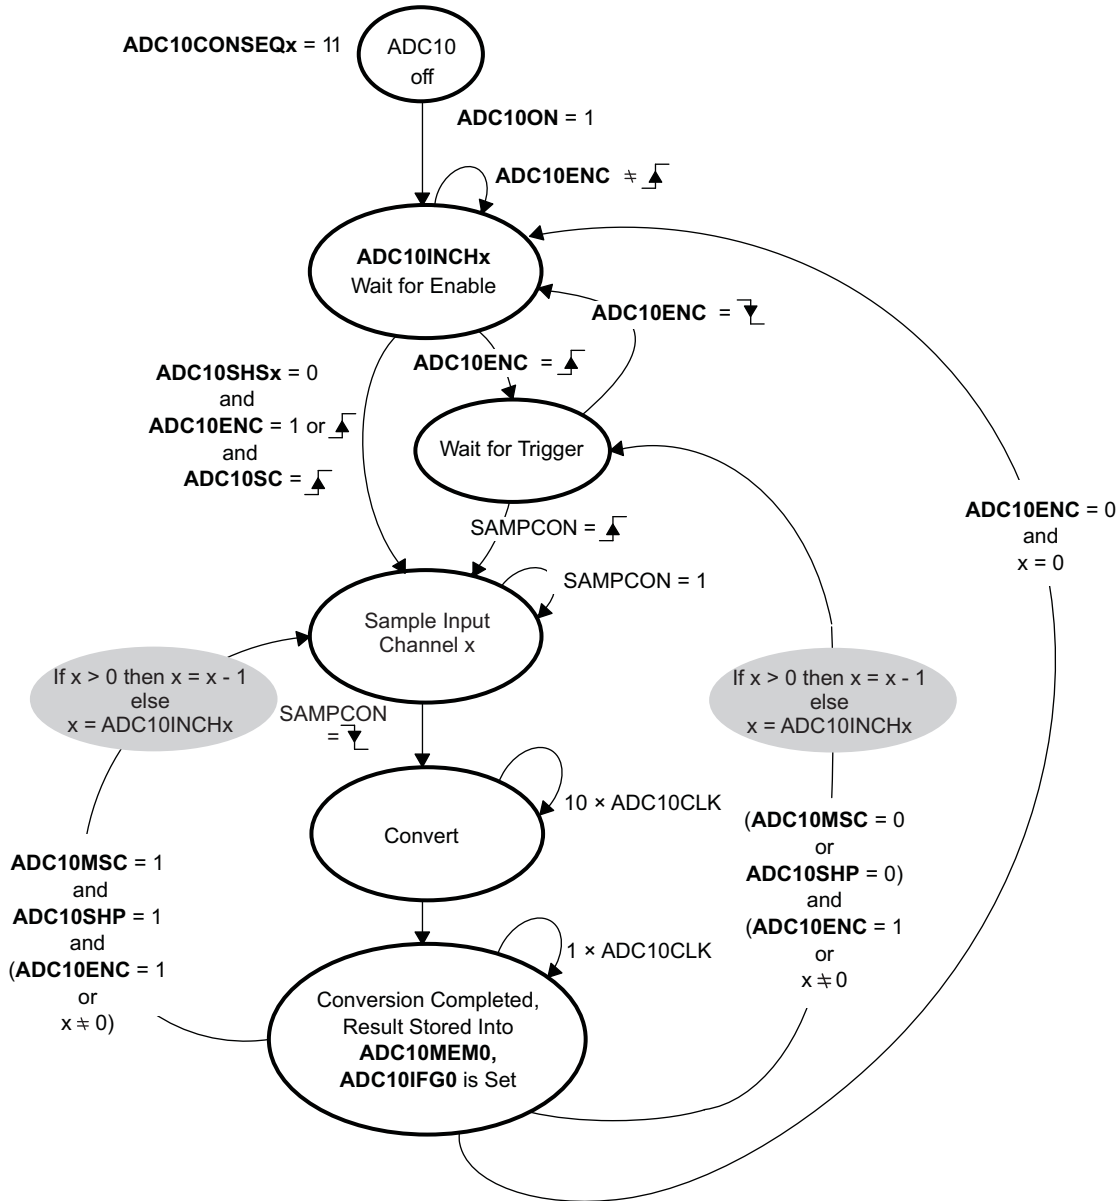 ADC10CONSEQx = 11
ADC10
off
ADC10ON = 1
ADC10ENC ≠
ADC10INCHx
Wait for Enable
ADC10ENC =
ADC10ENC =
ADC10SHSx = 0
and
ADC10ENC = 1 or
and
ADC10SC =
Wait for Trigger
SAMPCON =
ADC10ENC = 0
and
x = 0
SAMPCON = 1
Sample Input
Channel x
If x > 0 then x = x - 1
else
x = ADC10INCHx
If x > 0 then x = x - 1
else
x = ADC10INCHx
SAMPCON
=
10 × ADC10CLK
Convert
(ADC10MSC = 0
or
ADC10SHP = 0)
and
(ADC10ENC = 1
or
x ≠ 0
ADC10MSC = 1
and
ADC10SHP = 1
and
(ADC10ENC = 1
or
x ≠ 0)
1 × ADC10CLK
Conversion Completed,
Result Stored Into
ADC10MEM0,
ADC10IFG0 is Set